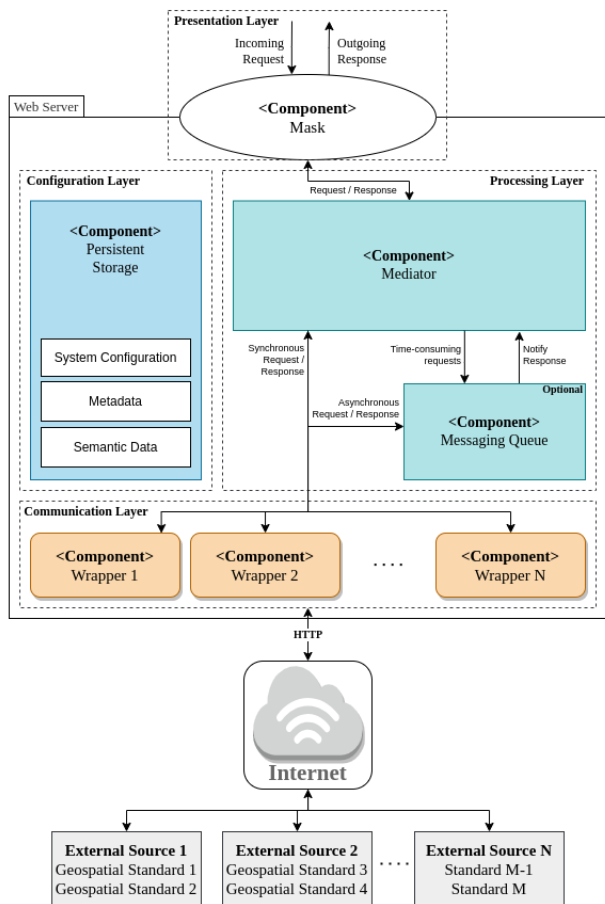 Presentation Layer
Incoming
Request
Outgoing
Response
Web Server
<Component>
Mask
Configuration Layer
Processing Layer
Request / Response
<Component>
Persistent
Storage
System Configuration
Metadata
Semantic Data
<Component>
Mediator
Synchronous
Request /
Response
Time-consuming
requests
Notify
Response
Asynchronous
Request / Response
Optional
<Component>
Messaging Queue
Communication Layer
<Component>
Wrapper 1
<Component>
Wrapper 2
....
<Component>
Wrapper N
HTTP
Internet
External Source 1
Geospatial Standard 1
Geospatial Standard 2
External Source 2
Geospatial Standard 3
Geospatial Standard 4
....
External Source N
Standard M-1
Standard M